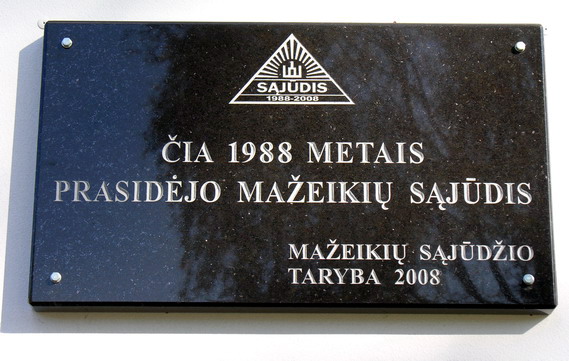 SĄJŪDIS
1988-2008
ČIA 1988 METAIS
PRASIDĖJO MAŽEIKIŲ SĄJŪDIS
MAŽEIKIŲ SĄJŪDŽIO
TARYBA 2008